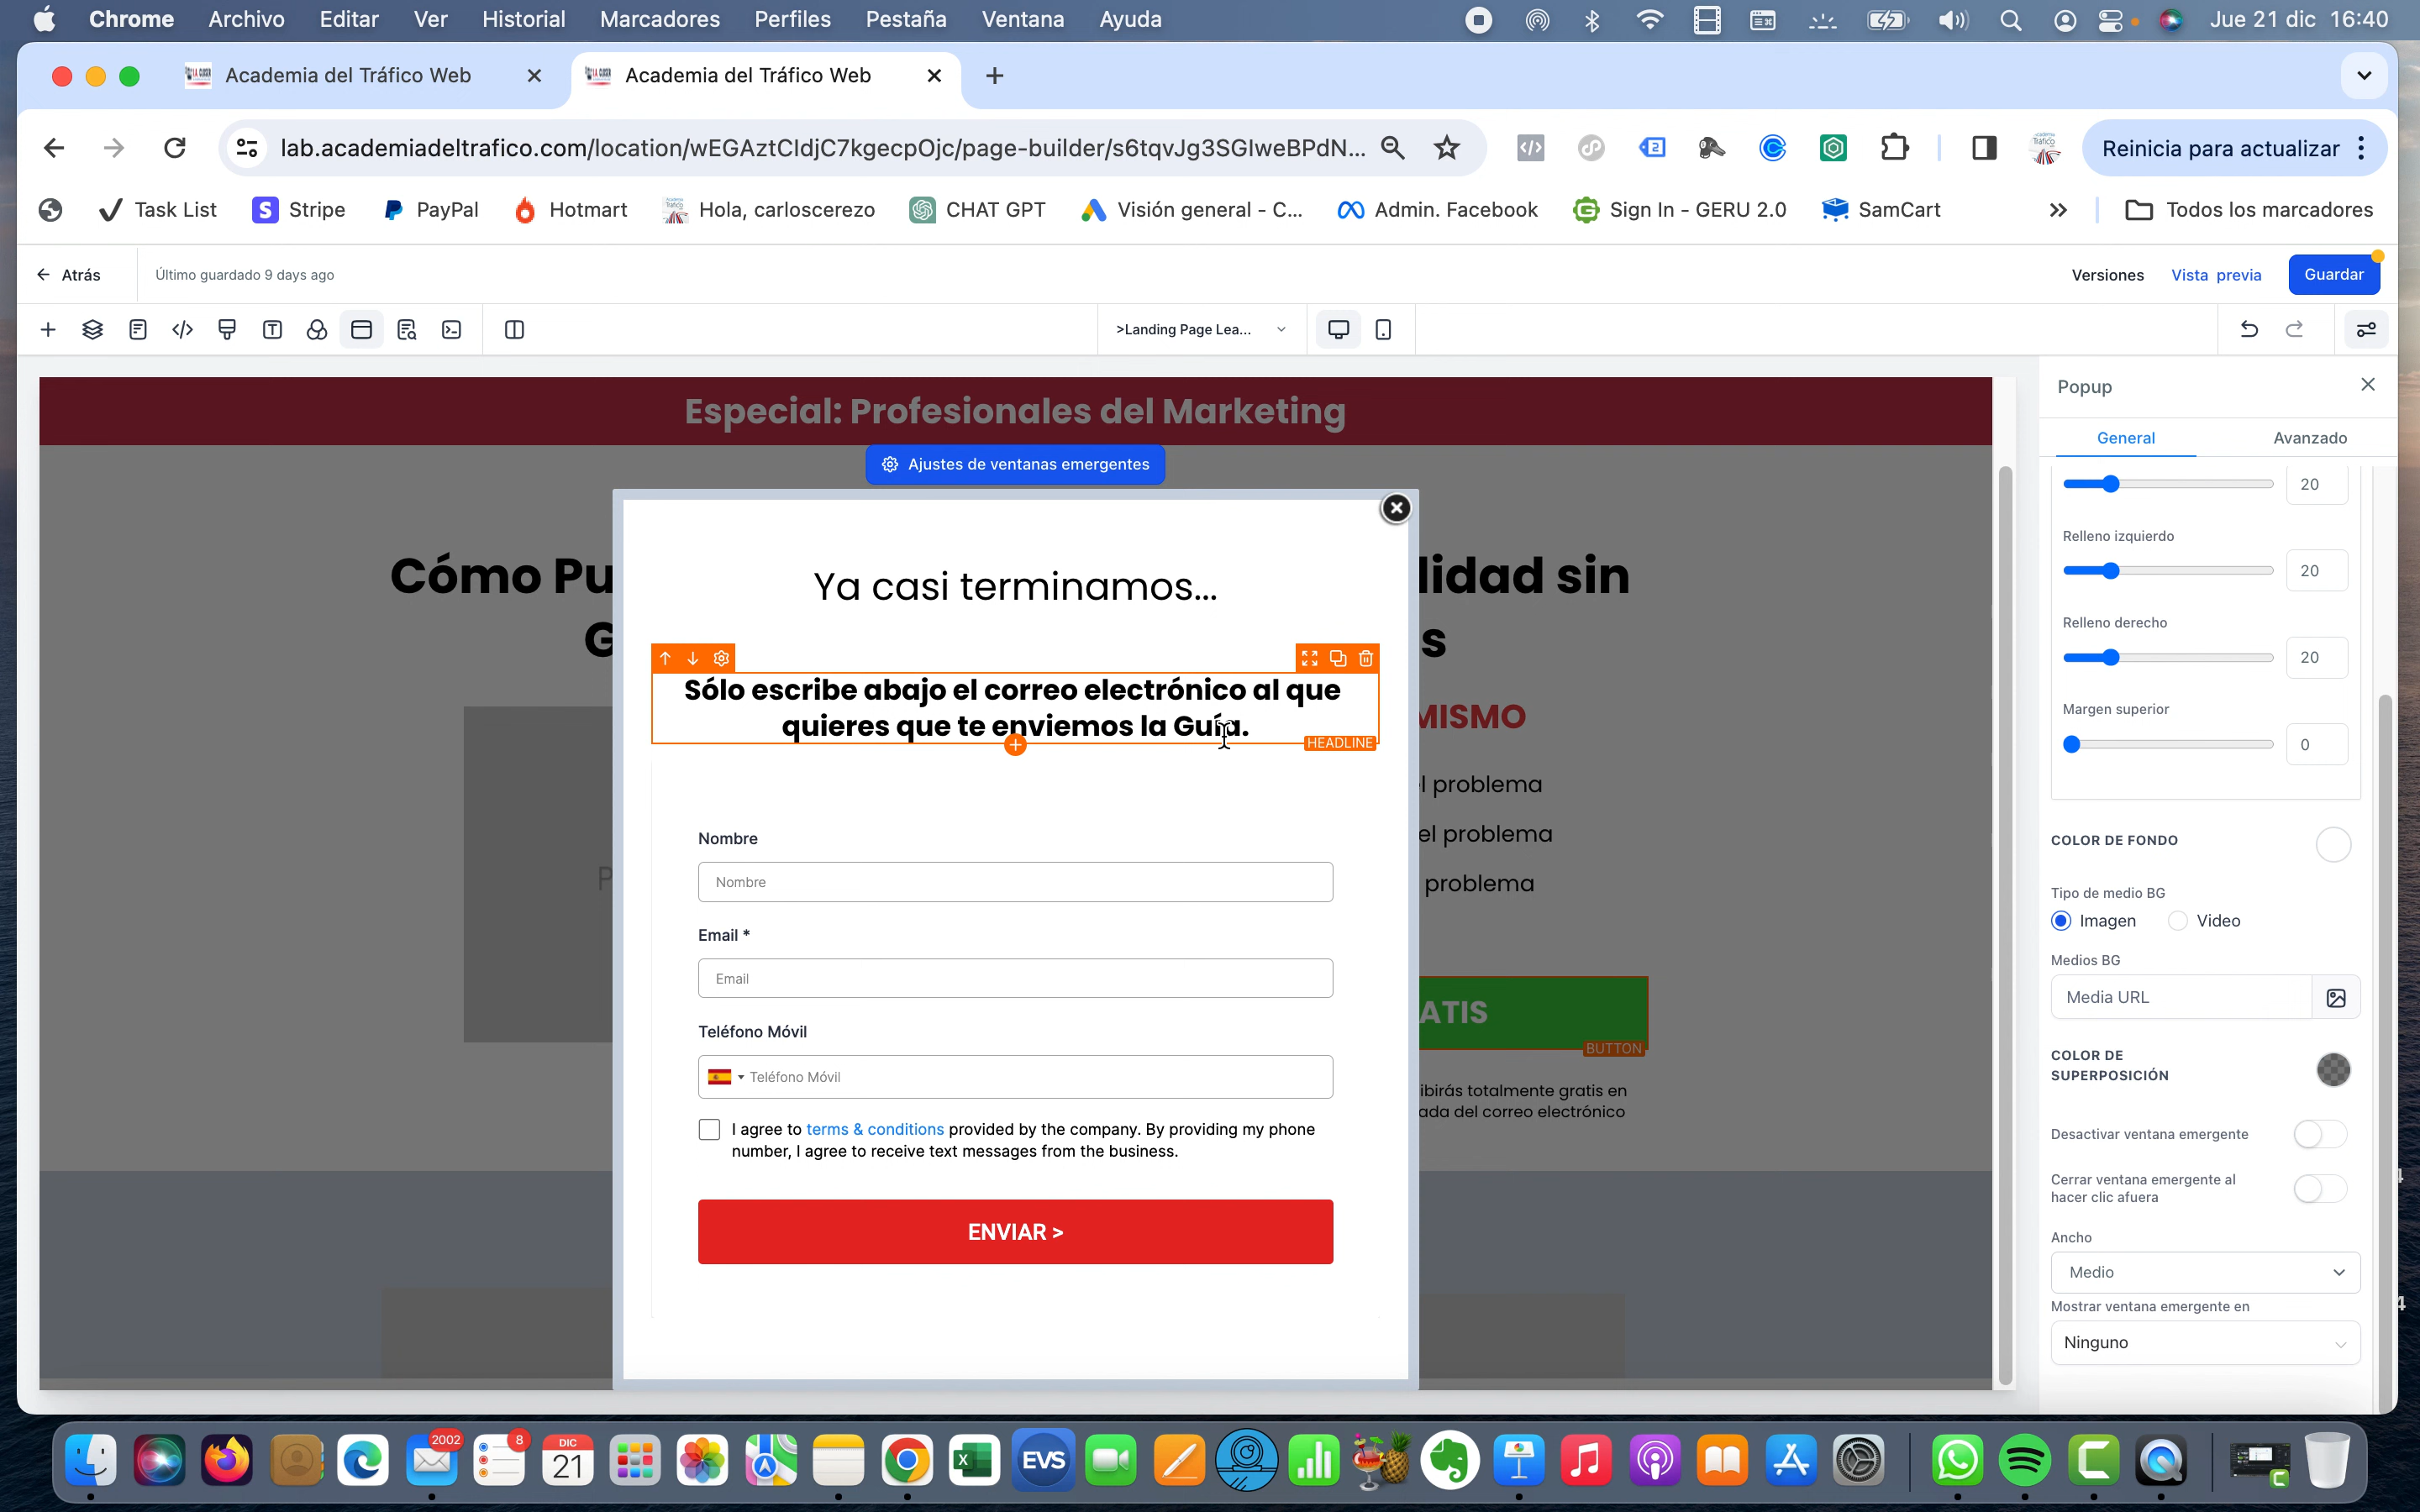 Chrome Archivo Editar Ver Historial Marcadores Perfiles Pestaña Ventana Ayuda Jue 21 dic 16:40
Academia del Tráfico Web Academia del Tráfico Web
lab.academiadeltrafico.com/location/wEGAztCIdjC7kgecpOjc/page-builder/s6tqvJg3SGIweBPdN... Reinicia para actualizar
Task List Stripe PayPal Hotmart Hola, carloscerezo CHAT GPT Visión general - C... Admin. Facebook Sign In - GERU 2.0 SamCart Todos los marcadores
Atrás Último guardado 9 days ago Versiones Vista previa Guardar
>Landing Page Lea...
Popup
General Avanzado
20
Relleno izquierdo
20
Relleno derecho
20
Margen superior
0
COLOR DE FONDO
Tipo de medio BG
Imagen Video
Medios BG
Media URL
COLOR DE
SUPERPOSICIÓN
Desactivar ventana emergente
Cerrar ventana emergente al
hacer clic afuera
Ancho
Medio
Mostrar ventana emergente en
Ninguno
Especial: Profesionales del Marketing
Ajustes de ventanas emergentes
Cómo Pu lidad sin
G s
MISMO
l problema
el problema
problema
P
ATIS
BUTTON
ibirás totalmente gratis en
ada del correo electrónico
Ya casi terminamos...
Sólo escribe abajo el correo electrónico al que
quieres que te enviemos la Guía.
HEADLINE
Nombre
Nombre
Email *
Email
Teléfono Móvil
Teléfono Móvil
I agree to terms & conditions provided by the company. By providing my phone
number, I agree to receive text messages from the business.
ENVIAR >
2002 8 DIC
21 EVS